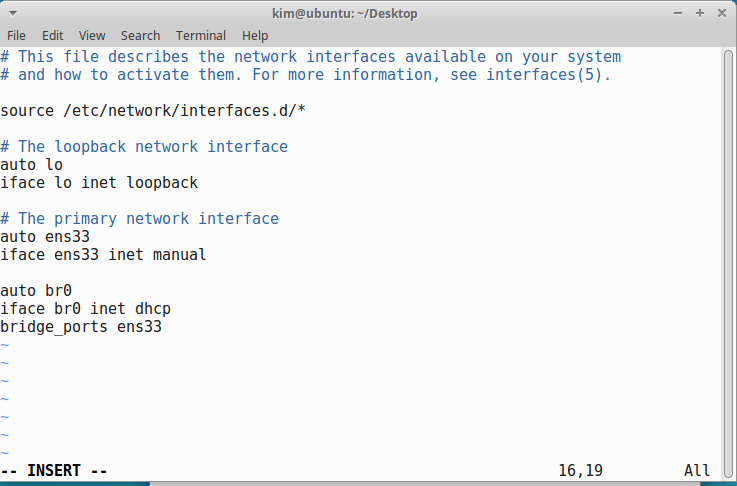 kim@ubuntu: ~/Desktop
File Edit View Search Terminal Help
# This file describes the network interfaces available on your system
# and how to activate them. For more information, see interfaces(5).
source /etc/network/interfaces.d/*
# The loopback network interface
auto lo
iface lo inet loopback
# The primary network interface
auto ens33
iface ens33 inet manual
auto br0
iface br0 inet dhcp
bridge_ports ens33
~
~
~
~
~
~
~
-- INSERT -- 16,19 All